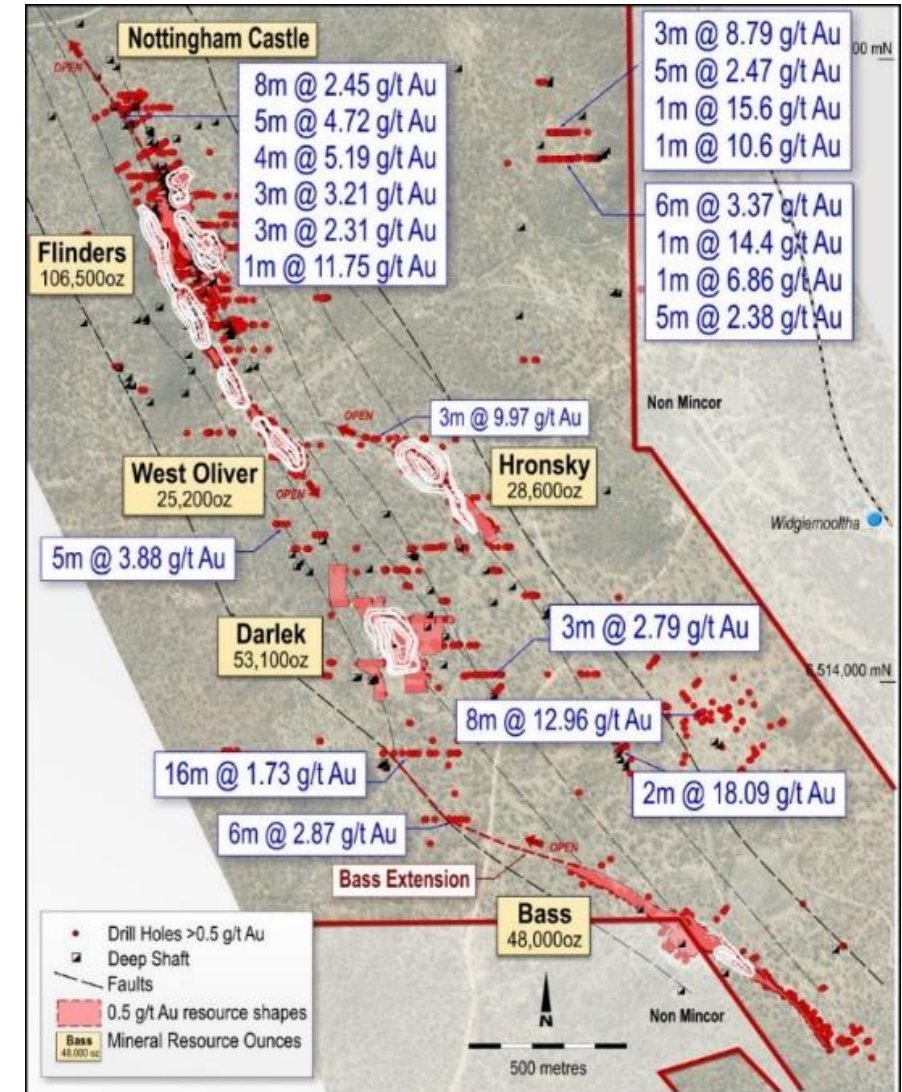 Nottingham Castle
OPEN
8m @ 2.45 g/t Au
5m @ 4.72 g/t Au
4m @ 5.19 g/t Au
3m @ 3.21 g/t Au
3m @ 2.31 g/t Au
1m @ 11.75 g/t Au
3m @ 8.79 g/t Au
5m @ 2.47 g/t Au
1m @ 15.6 g/t Au
1m @ 10.6 g/t Au
00 mN
6m @ 3.37 g/t Au
1m @ 14.4 g/t Au
1m @ 6.86 g/t Au
5m @ 2.38 g/t Au
Flinders
106,500oz
Non Mincor
OPEN
3m @ 9.97 g/t Au
West Oliver
25,200oz
OPEN
Hronsky
28,600oz
Widgiemooltha
5m @ 3.88 g/t Au
Darlek
53,100oz
3m @ 2.79 g/t Au
6,514,000 mN
8m @ 12.96 g/t Au
16m @ 1.73 g/t Au
2m @ 18.09 g/t Au
6m @ 2.87 g/t Au
OPEN
Bass Extension
Bass
48,000oz
Drill Holes >0.5 g/t Au
Deep Shaft
Faults
0.5 g/t Au resource shapes
Bass
48,000 oz
Mineral Resource Ounces
N
500 metres
Non Mincor